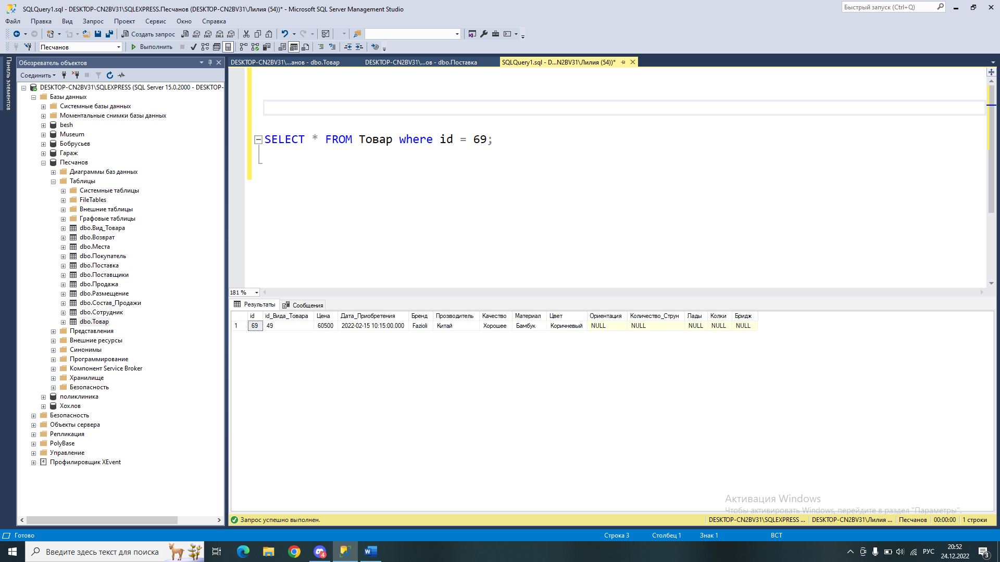 SQLQuery1.sql - DESKTOP-CN2BV31\SQLEXPRESS.Песчанов (DESKTOP-CN2BV31\Лилия (54))* - Microsoft SQL Server Management Studio
Быстрый запуск (Ctrl+Q)
Файл Правка Вид Запрос Проект Сервис Окно Справка
Создать запрос MDX DMX XMLA DAX
Песчанов Выполнить
Панель элементов
Обозреватель объектов
DESKTOP-CN2BV31\...анов - dbo.Товар DESKTOP-CN2BV31\...ов - dbo.Поставка SQLQuery1.sql - D...N2BV31\Лилия (54))*
Соединить
DESKTOP-CN2BV31\SQLEXPRESS (SQL Server 15.0.2000 - DESKTOP-
Базы данных
Системные базы данных
Моментальные снимки базы данных
besh
Museum
Бобрусьев
Гараж
Песчанов
Диаграммы баз данных
Таблицы
Системные таблицы
FileTables
Внешние таблицы
Графовые таблицы
dbo.Вид_Товара
dbo.Возврат
dbo.Места
dbo.Покупатель
dbo.Поставка
dbo.Поставщики
dbo.Продажа
dbo.Размещение
dbo.Состав_Продажи
dbo.Сотрудник
dbo.Товар
Представления
Внешние ресурсы
Синонимы
Программирование
Компонент Service Broker
Хранилище
Безопасность
поликлиника
Хохлов
Безопасность
Объекты сервера
Репликация
PolyBase
Управление
Профилировщик XEvent
SELECT * FROM Товар where id = 69;
181 %
Результаты Сообщения
id id_Вида_Товара Цена Дата_Приобретения Бренд Прозводитель Качество Материал Цвет Ориентация Количество_Струн Лады Колки Бридж
1 69 49 60500 2022-02-15 10:15:00.000 Fazioli Китай Хорошее Бамбук Коричневый NULL NULL NULL NULL NULL
Активация Windows
Чтобы активировать Windows, перейдите в раздел "Параметры".
Запрос успешно выполнен. DESKTOP-CN2BV31\SQLEXPRESS ... DESKTOP-CN2BV31\Лилия ... Песчанов 00:00:00 1 строки
Готово Строка 3 Столбец 1 Знак 1 ВСТ
Введите здесь текст для поиска 4 РУС 20:52
24.12.2022 3